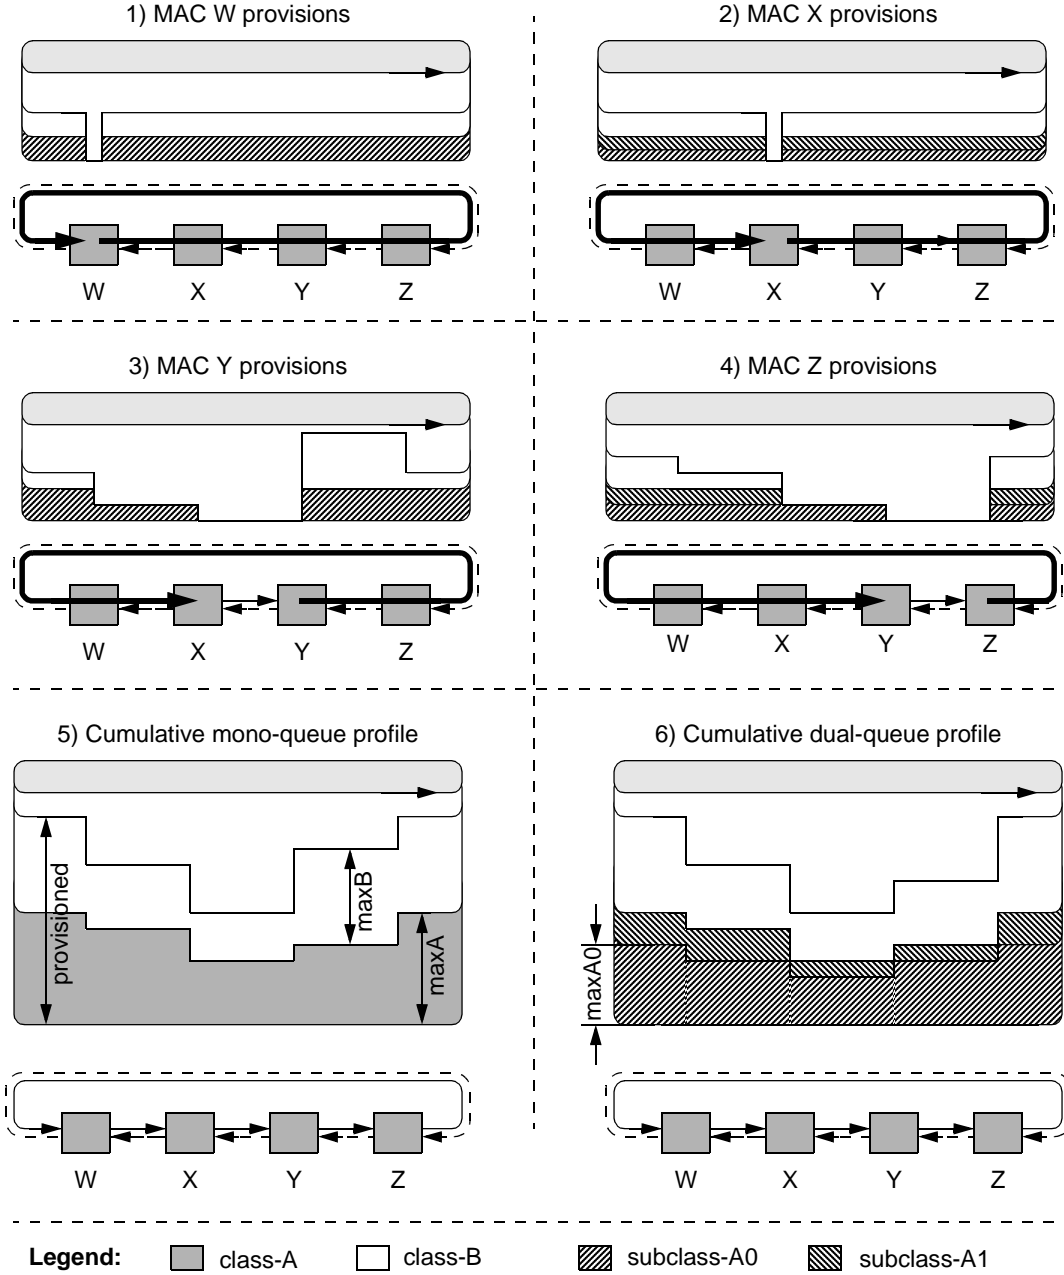 1) MAC W provisions
2) MAC X provisions
W X Y Z
W X Y Z
3) MAC Y provisions
4) MAC Z provisions
W X Y Z
W X Y Z
5) Cumulative mono-queue profile
6) Cumulative dual-queue profile
provisioned
maxB
maxA
maxA0
W X Y Z
W X Y Z
Legend: class-A class-B subclass-A0 subclass-A1